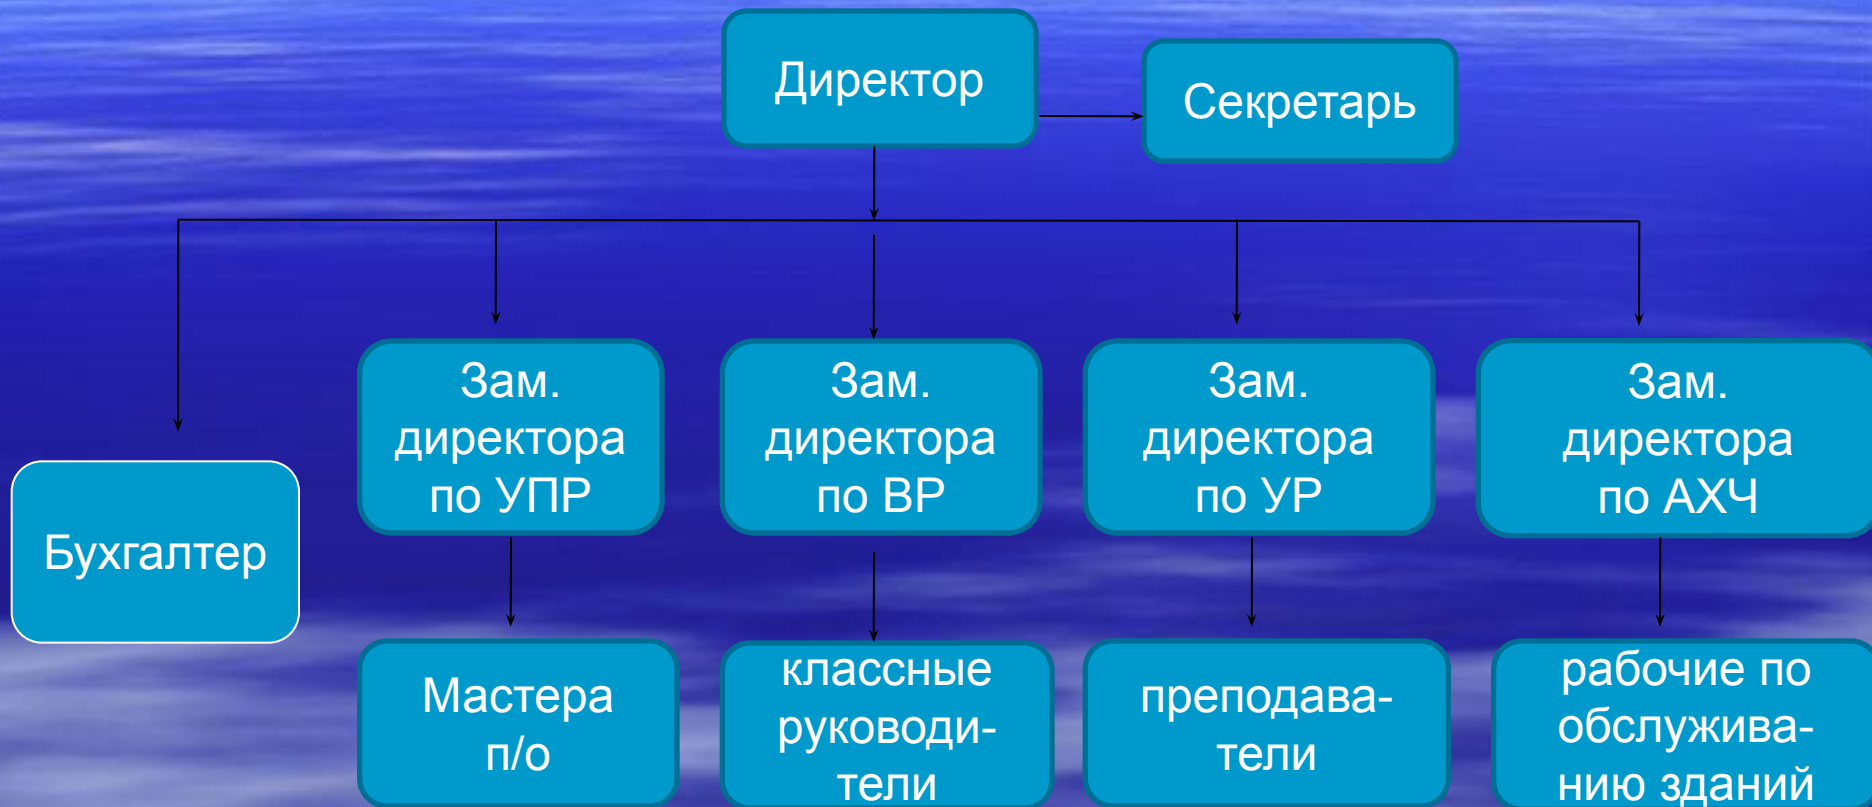 Директор
Секретарь
Зам.
директора
по УПР
Зам.
директора
по ВР
Зам.
директора
по УР
Зам.
директора
по АХЧ
Бухгалтер
Мастера
п/о
классные
руководи-
тели
преподава-
тели
рабочие по
обслужива-
нию зданий